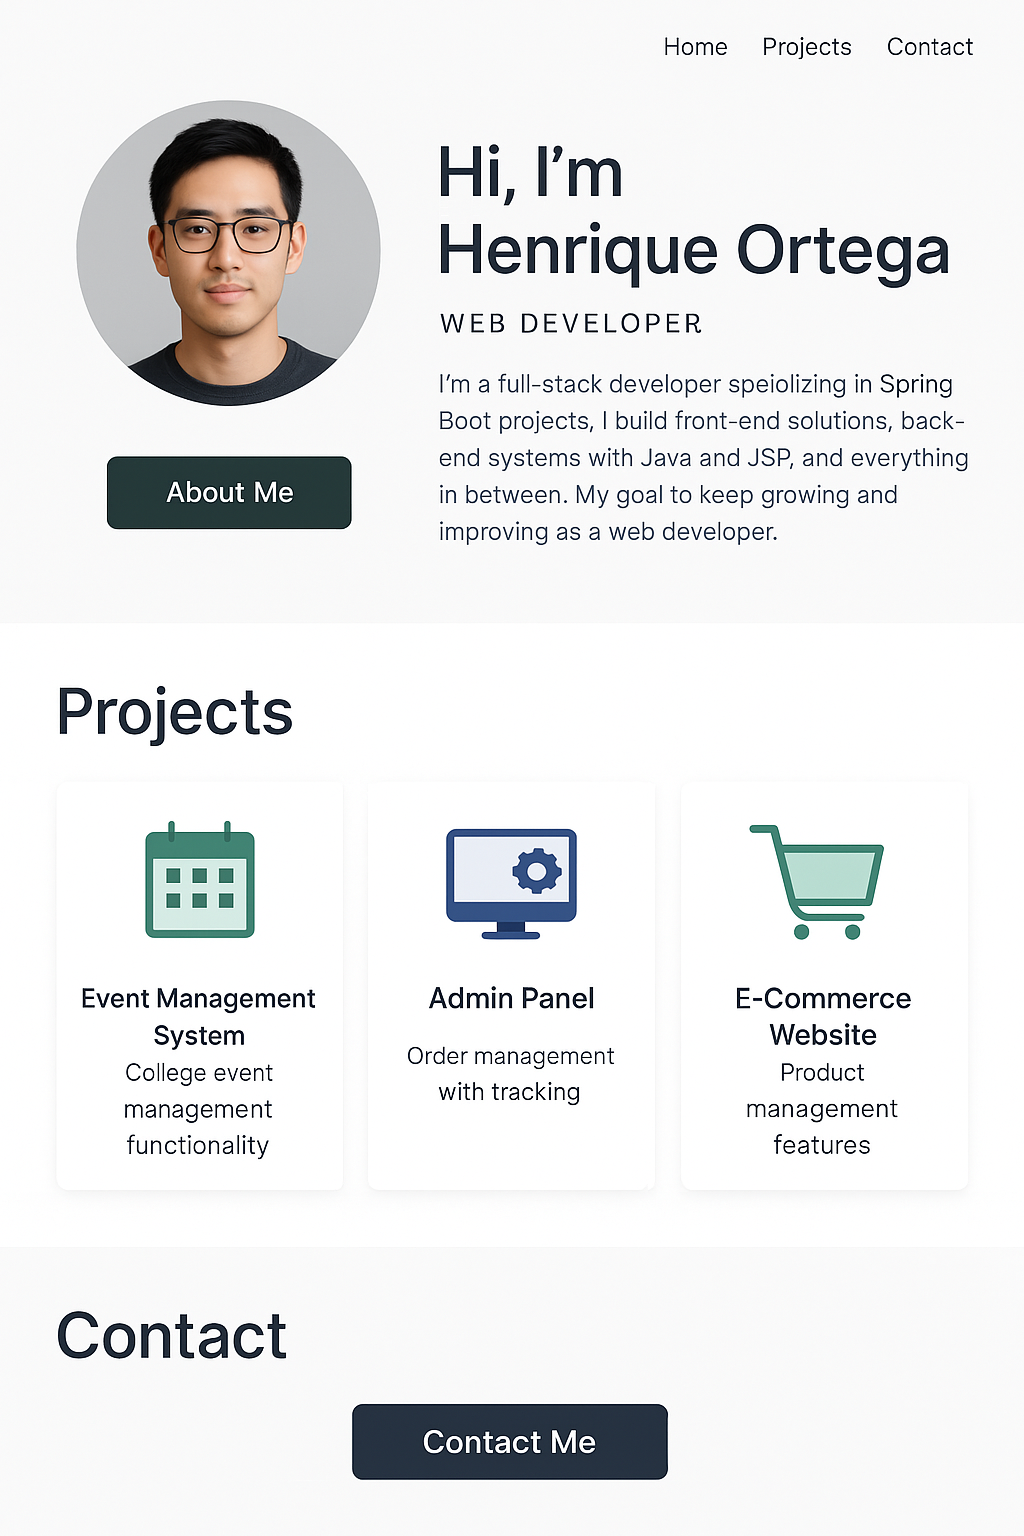 Home Projects Contact
Hi, I’m
Henrique Ortega
WEB DEVELOPER
I’m a full-stack developer speiolizing in Spring
Boot projects, I build front-end solutions, back-
end systems with Java and JSP, and everything
in between. My goal to keep growing and
improving as a web developer.
About Me
Projects
Event Management
System
College event
management
functionality
Admin Panel
Order management
with tracking
E-Commerce
Website
Product
management
features
Contact
Contact Me